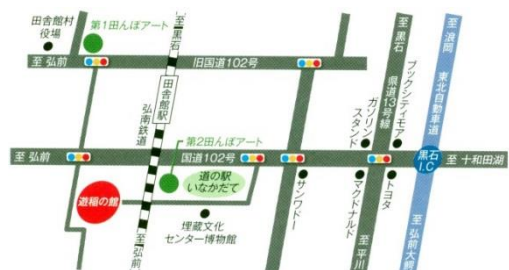 田舎館村
役場
第1田んぼアート
至 黒石
至 弘前
旧国道102号
至 黒石
至 浪岡
東北自動車道
県道13号線
ブックシティモア
ガソリン
スタンド
弘南鉄道
田舎館駅
第2田んぼアート
至 弘前
国道102号
黒石
I.C
至 十和田湖
道の駅
いなかだて
遊稲の館
埋蔵文化
センター博物館
サンワドー
マクドナルド
トヨタ
至 弘前
至 平川
至 弘前大鰐